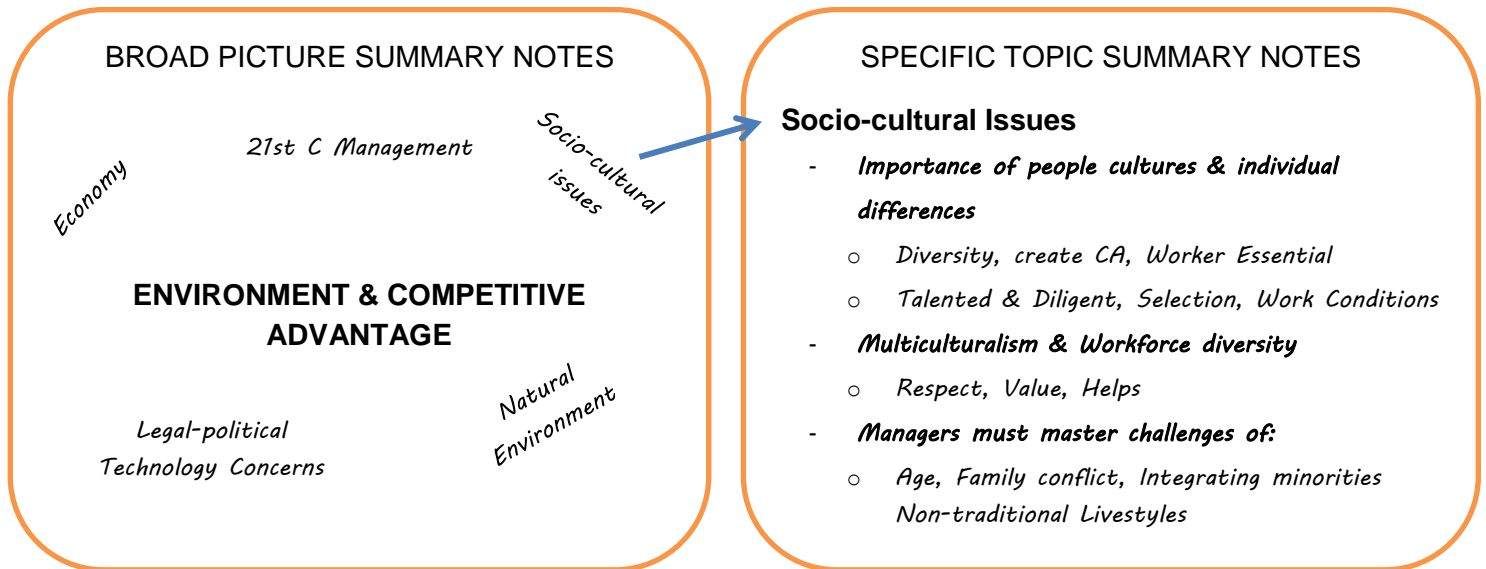 BROAD PICTURE SUMMARY NOTES
21st C Management
Socio-cultural
issues
Economy
ENVIRONMENT & COMPETITIVE
ADVANTAGE
Natural
Environment
Legal-political
Technology Concerns
SPECIFIC TOPIC SUMMARY NOTES
Socio-cultural Issues
- Importance of people cultures & individual
differences
o Diversity, create CA, Worker Essential
o Talented & Diligent, Selection, Work Conditions
- Multiculturalism & Workforce diversity
o Respect, Value, Helps
- Managers must master challenges of:
o Age, Family conflict, Integrating minorities
Non-traditional Livestyles